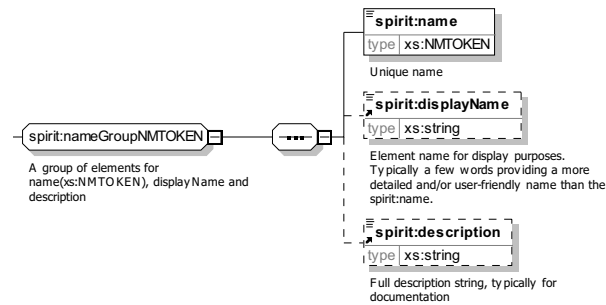 spirit:name
type xs:NMTOKEN
Unique name
spirit:displayName
type xs:string
Element name for display purposes.
Typically a few words providing a more
detailed and/or user-friendly name than the
spirit:name.
spirit:nameGroupNMTOKEN
A group of elements for
name(xs:NMTOKEN), displayName and
description
spirit:description
type xs:string
Full description string, typically for
documentation